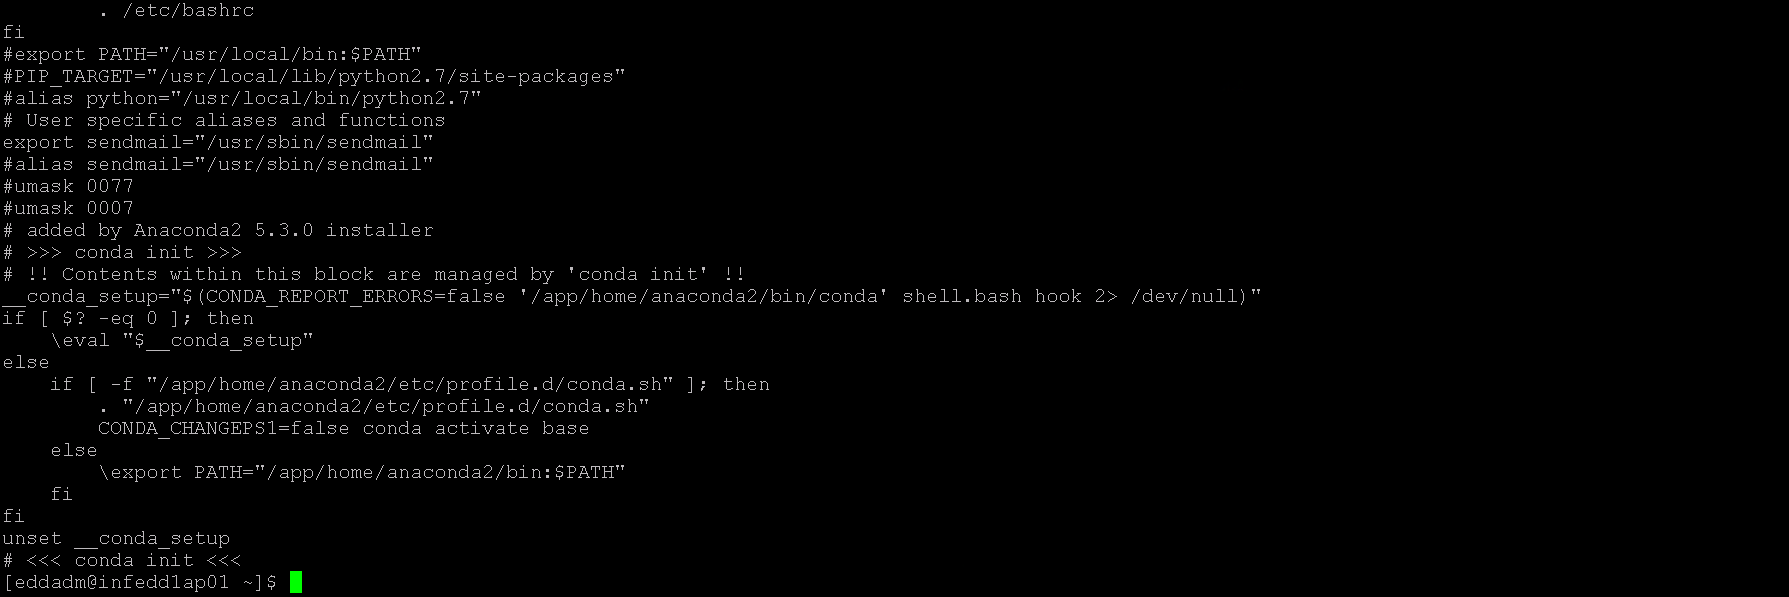 . /etc/bashrc
fi
#export PATH="/usr/local/bin:$PATH"
#PIP_TARGET="/usr/local/lib/python2.7/site-packages"
#alias python="/usr/local/bin/python2.7"
# User specific aliases and functions
export sendmail="/usr/sbin/sendmail"
#alias sendmail="/usr/sbin/sendmail"
#umask 0077
#umask 0007
# added by Anaconda2 5.3.0 installer
# >>> conda init >>>
# !! Contents within this block are managed by 'conda init' !!
__conda_setup="$(CONDA_REPORT_ERRORS=false '/app/home/anaconda2/bin/conda' shell.bash hook 2> /dev/null)"
if [ $? -eq 0 ]; then
    \eval "$__conda_setup"
else
    if [ -f "/app/home/anaconda2/etc/profile.d/conda.sh" ]; then
        . "/app/home/anaconda2/etc/profile.d/conda.sh"
        CONDA_CHANGEPS1=false conda activate base
    else
        \export PATH="/app/home/anaconda2/bin:$PATH"
    fi
fi
unset __conda_setup
# <<< conda init <<<
[eddadm@infedd1ap01 ~]$